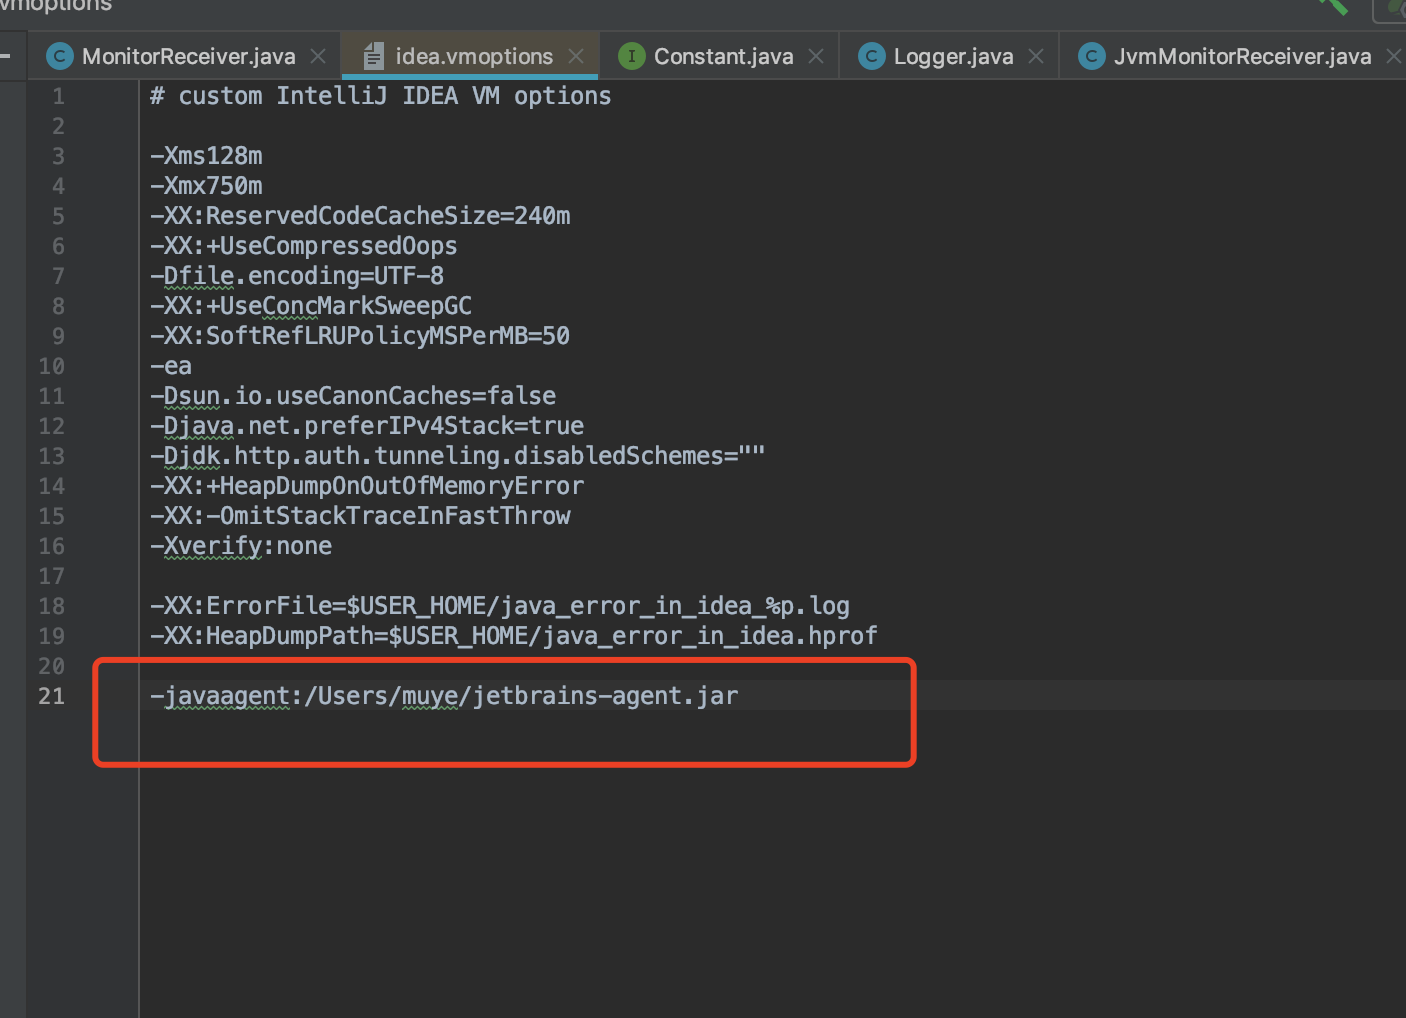 vmoptions
MonitorReceiver.java
idea.vmoptions
Constant.java
Logger.java
JvmMonitorReceiver.java
1 # custom IntelliJ IDEA VM options
2
3 -Xms128m
4 -Xmx750m
5 -XX:ReservedCodeCacheSize=240m
6 -XX:+UseCompressedOops
7 -Dfile.encoding=UTF-8
8 -XX:+UseConcMarkSweepGC
9 -XX:SoftRefLRUPolicyMSPerMB=50
10 -ea
11 -Dsun.io.useCanonCaches=false
12 -Djava.net.preferIPv4Stack=true
13 -Djdk.http.auth.tunneling.disabledSchemes=""
14 -XX:+HeapDumpOnOutOfMemoryError
15 -XX:-OmitStackTraceInFastThrow
16 -Xverify:none
17
18 -XX:ErrorFile=$USER_HOME/java_error_in_idea_%p.log
19 -XX:HeapDumpPath=$USER_HOME/java_error_in_idea.hprof
20
21 -javaagent:/Users/muye/jetbrains-agent.jar